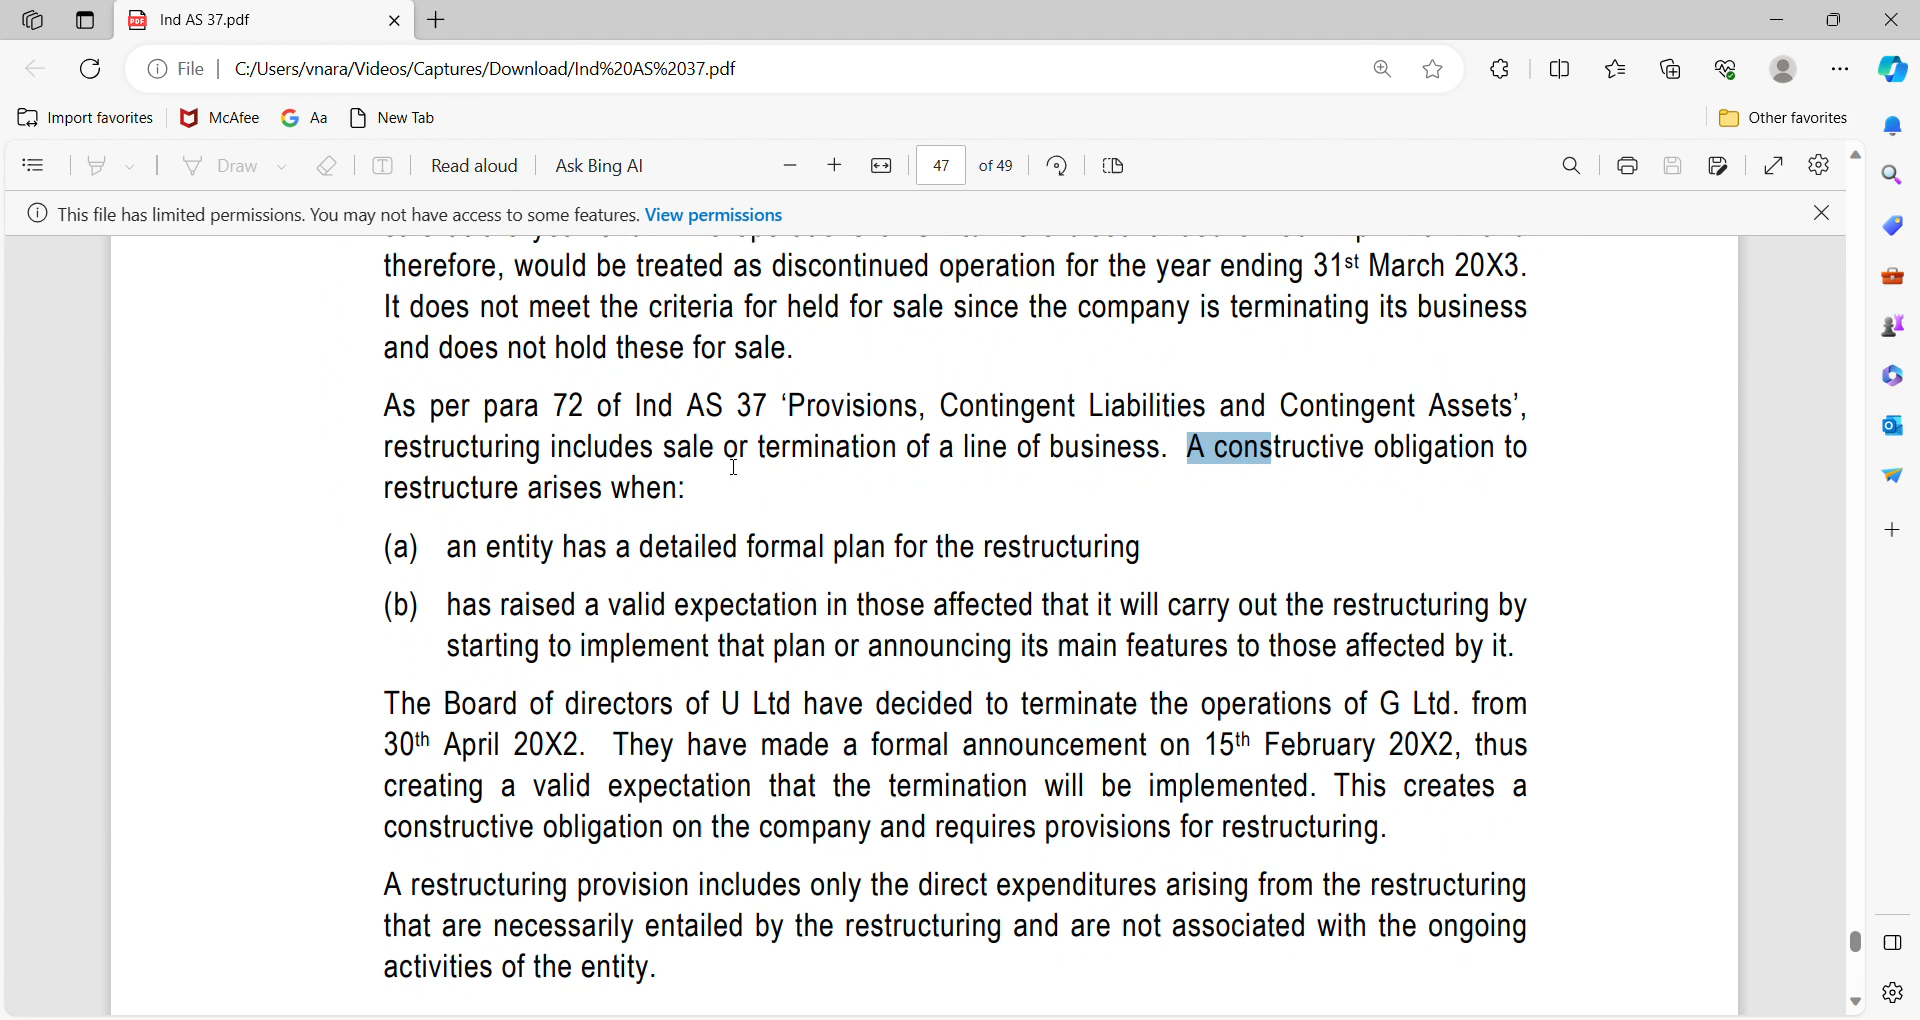 Ind AS 37.pdf
File | C:/Users/vnara/Videos/Captures/Download/Ind%20AS%2037.pdf
Import favorites McAfee Aa New Tab Other favorites
Draw Read aloud Ask Bing AI 47 of 49
This file has limited permissions. You may not have access to some features. View permissions
therefore, would be treated as discontinued operation for the year ending 31st March 20X3.
It does not meet the criteria for held for sale since the company is terminating its business
and does not hold these for sale.
As per para 72 of Ind AS 37 ‘Provisions, Contingent Liabilities and Contingent Assets’,
restructuring includes sale or termination of a line of business. A constructive obligation to
restructure arises when:
(a) an entity has a detailed formal plan for the restructuring
(b) has raised a valid expectation in those affected that it will carry out the restructuring by
starting to implement that plan or announcing its main features to those affected by it.
The Board of directors of U Ltd have decided to terminate the operations of G Ltd. from
30th April 20X2. They have made a formal announcement on 15th February 20X2, thus
creating a valid expectation that the termination will be implemented. This creates a
constructive obligation on the company and requires provisions for restructuring.
A restructuring provision includes only the direct expenditures arising from the restructuring
that are necessarily entailed by the restructuring and are not associated with the ongoing
activities of the entity.